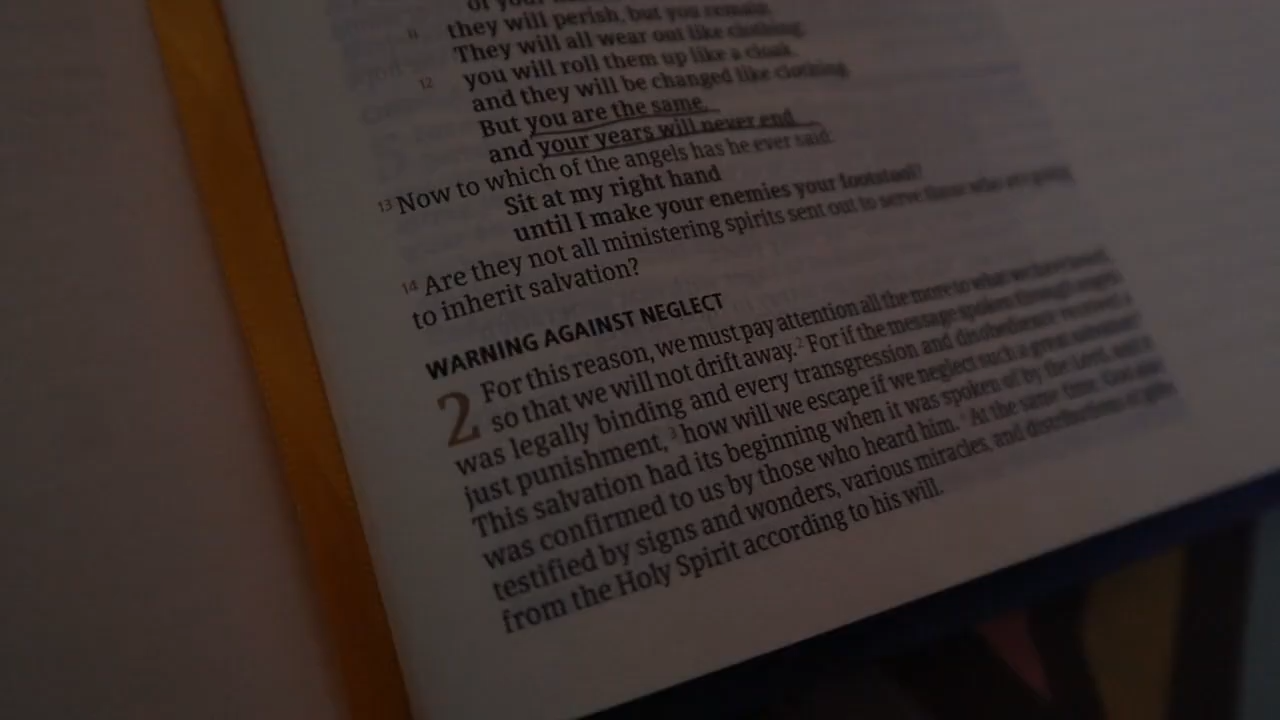 of your
11 they will perish, but you remain.
They will all wear out like clothing;
12 you will roll them up like a cloak,
and they will be changed like clothing.
But you are the same,
and your years will never end.
13 Now to which of the angels has he ever said:
Sit at my right hand
until I make your enemies your footstool?
14 Are they not all ministering spirits sent out to serve those who are going
to inherit salvation?
WARNING AGAINST NEGLECT
2 For this reason, we must pay attention all the more to what we have heard,
so that we will not drift away. 2 For if the message spoken through angels
was legally binding and every transgression and disobedience received a
just punishment, 3 how will we escape if we neglect such a great salvation?
This salvation had its beginning when it was spoken of by the Lord, and it
was confirmed to us by those who heard him. 4 At the same time, God also
testified by signs and wonders, various miracles, and distributions of gifts
from the Holy Spirit according to his will.